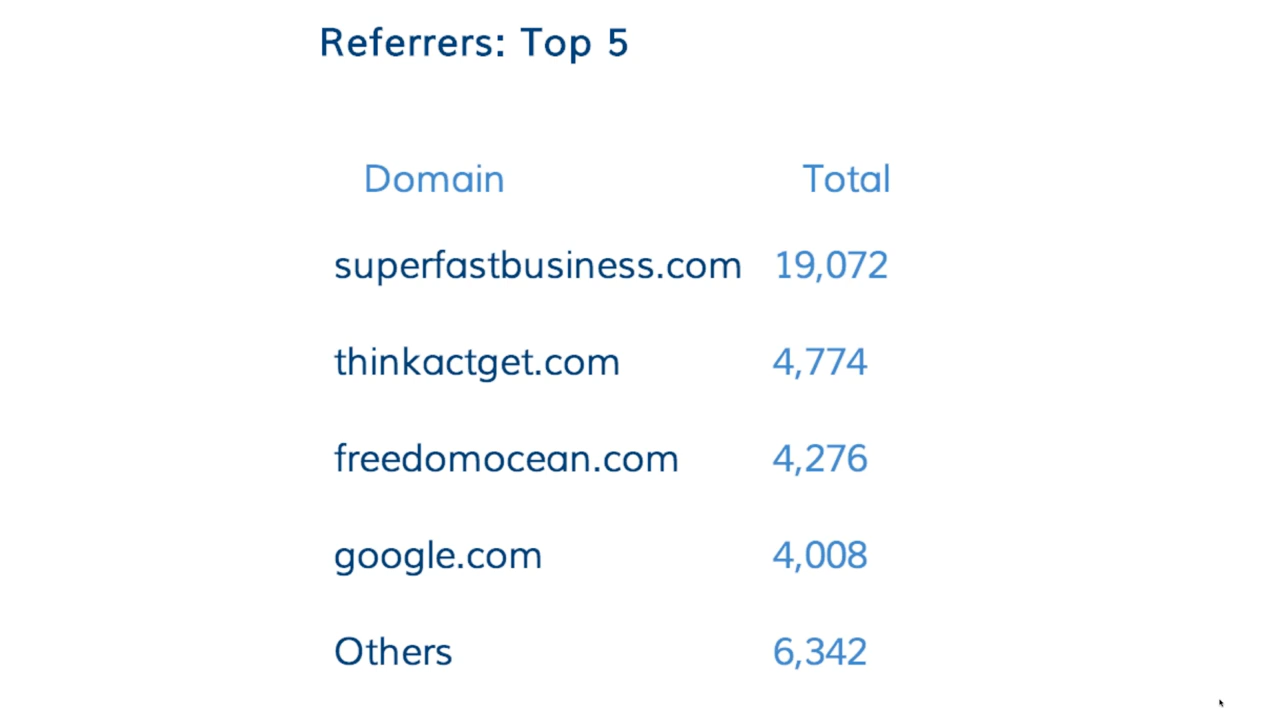 Referrers: Top 5
Domain Total
superfastbusiness.com 19,072
thinkactget.com 4,774
freedomocean.com 4,276
google.com 4,008
Others 6,342